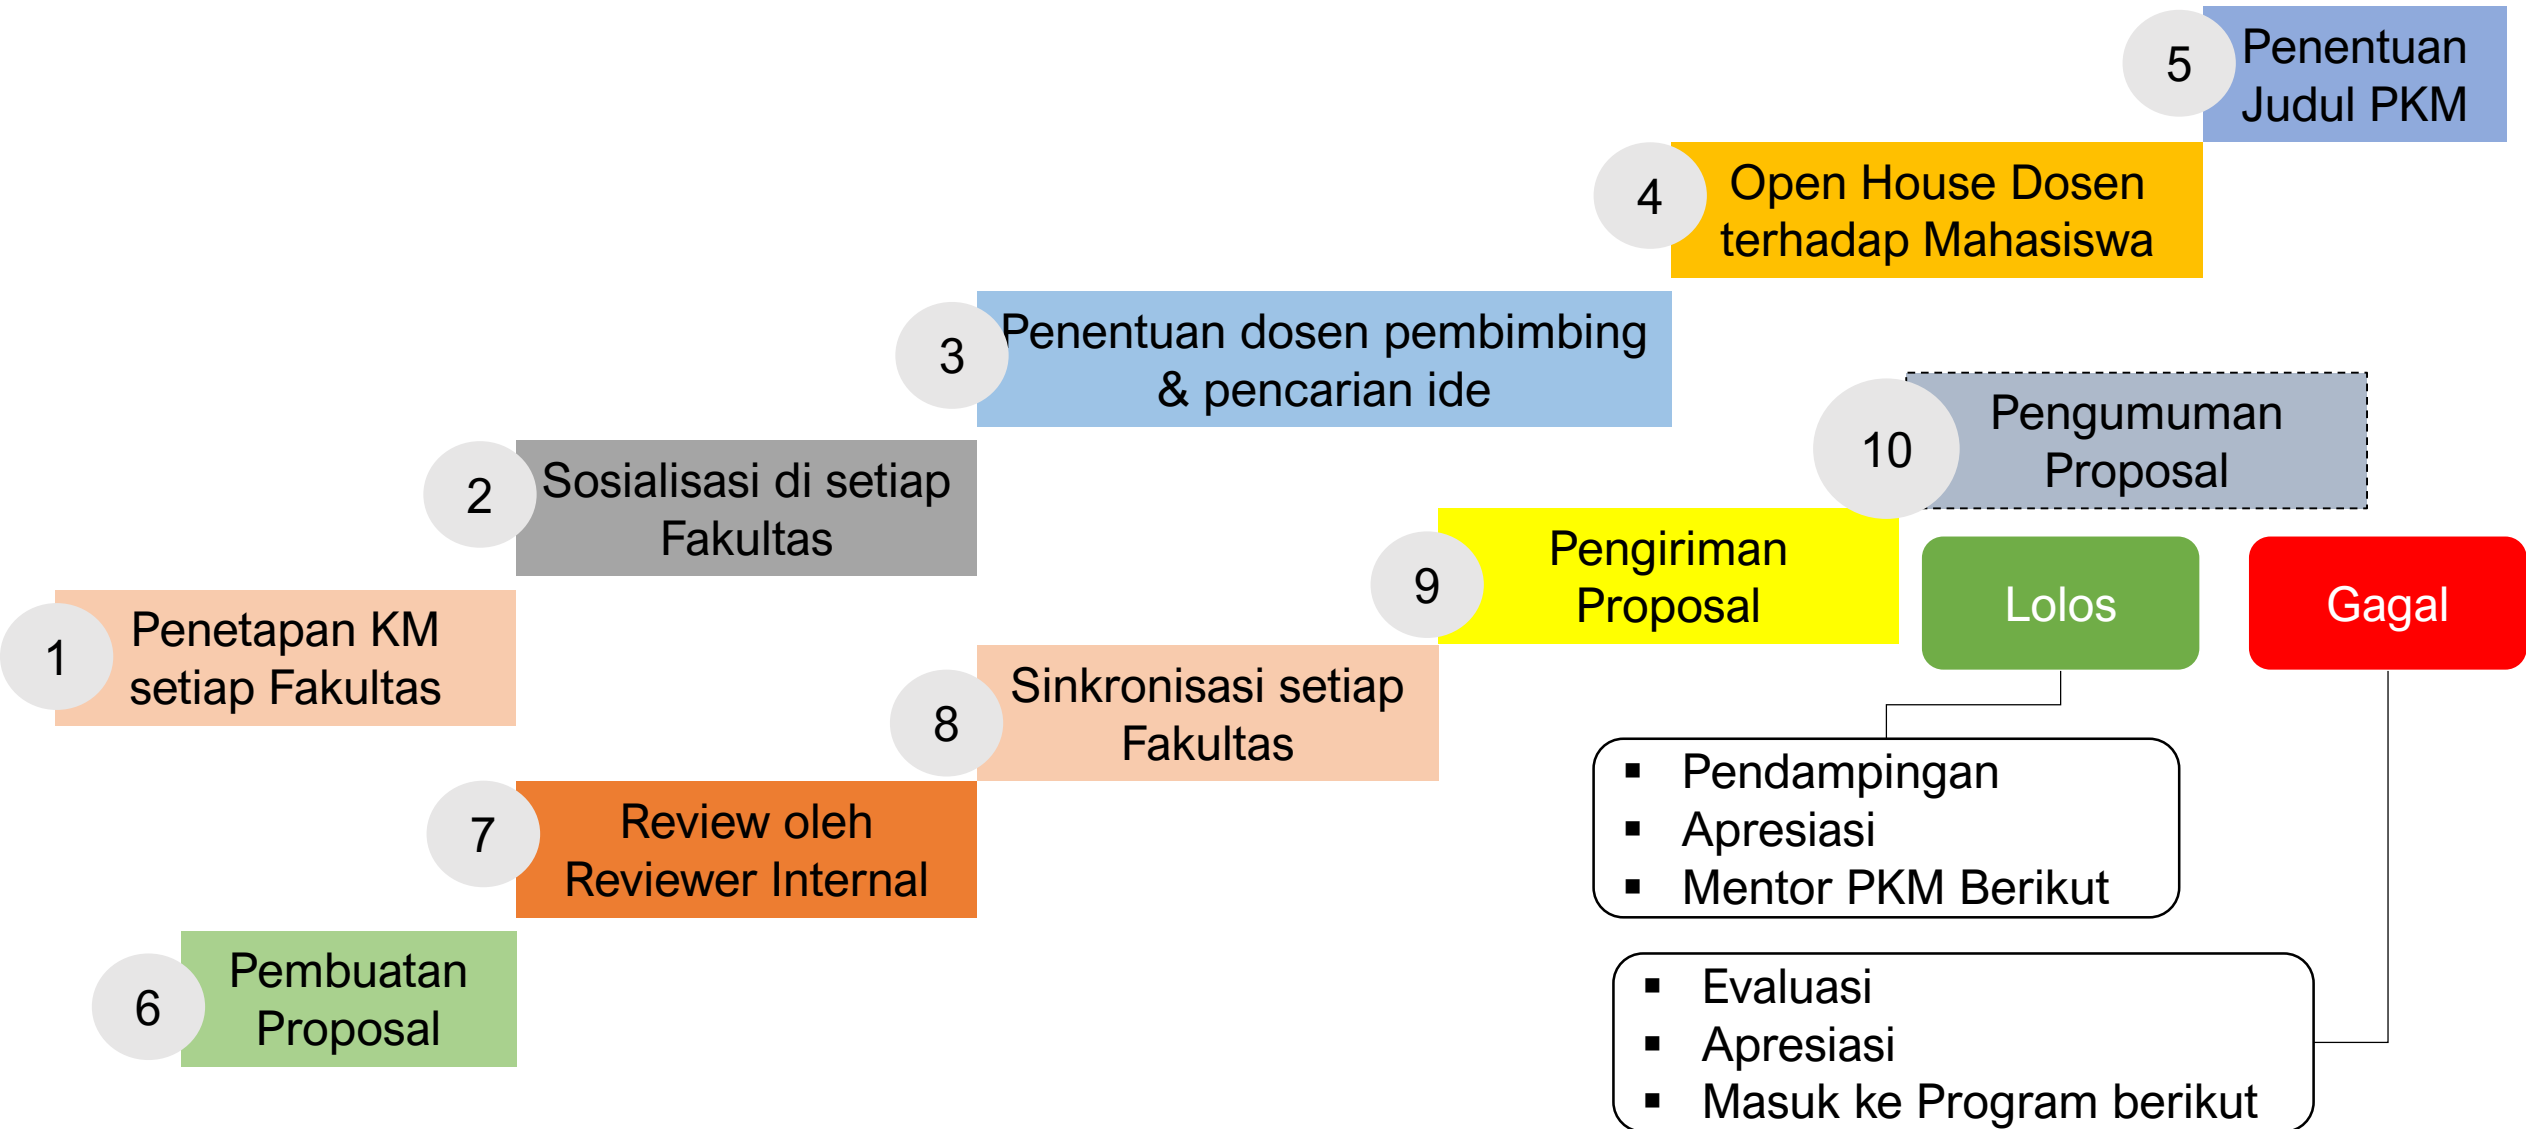 1
Penetapan KM
setiap Fakultas
2
Sosialisasi di setiap
Fakultas
3
Penentuan dosen pembimbing
& pencarian ide
4
Open House Dosen
terhadap Mahasiswa
5
Penentuan
Judul PKM
6
Pembuatan
Proposal
7
Review oleh
Reviewer Internal
8
Sinkronisasi setiap
Fakultas
9
Pengiriman
Proposal
10
Pengumuman
Proposal
Lolos
▪ Pendampingan
▪ Apresiasi
▪ Mentor PKM Berikut
Gagal
▪ Evaluasi
▪ Apresiasi
▪ Masuk ke Program berikut